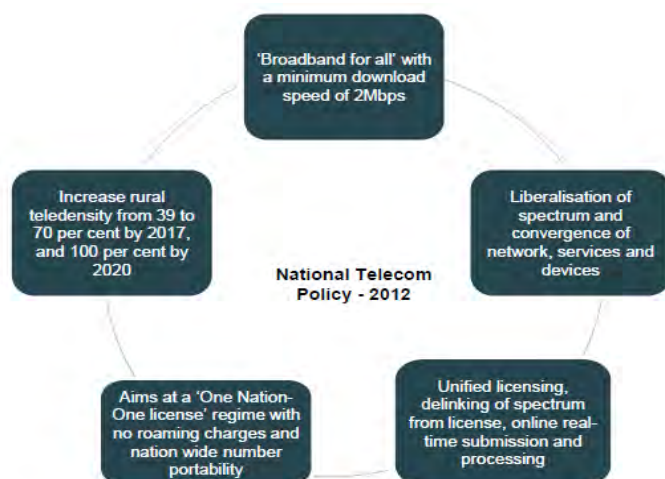 ‘Broadband for all’ with
a minimum download
speed of 2Mbps
Increase rural
teledensity from 39 to
70 per cent by 2017,
and 100 per cent by
2020
Liberalisation of
spectrum and
convergence of
network, services and
devices
National Telecom
Policy - 2012
Aims at a ‘One Nation-
One license’ regime with
no roaming charges and
nation wide number
portability
Unified licensing,
delinking of spectrum
from license, online real-
time submission and
processing